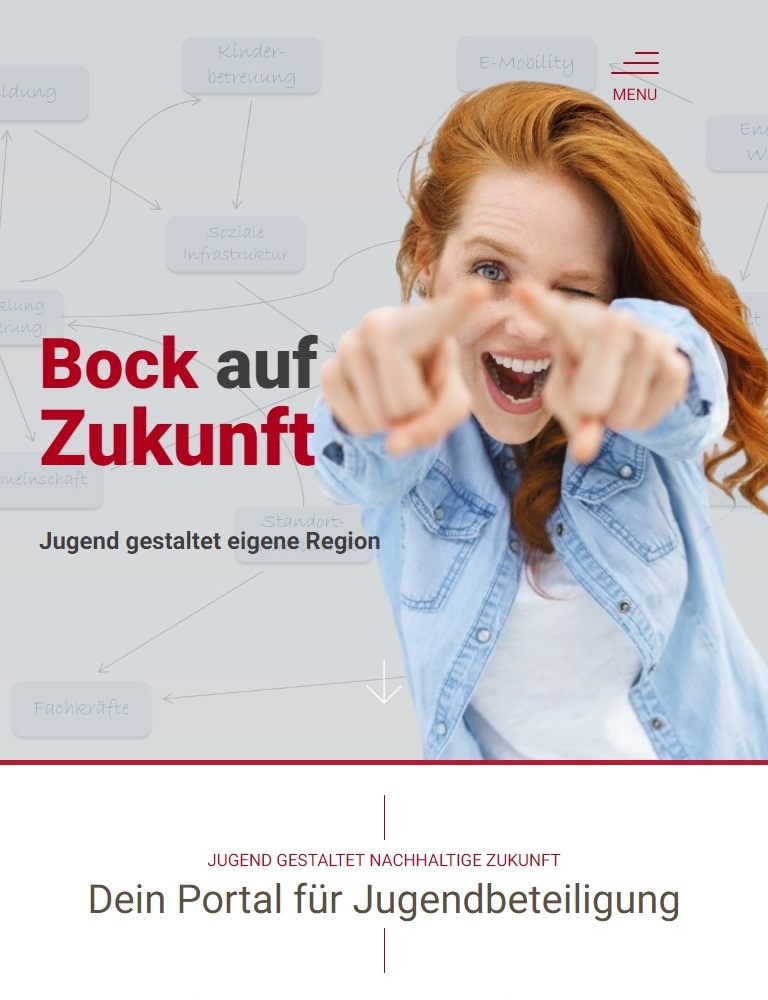 Kinder-
betreuung
E-Mobility
MENU
Soziale
Infrastruktur
Bock auf
Zukunft
Standort-
Jugend gestaltet eigene Region
Fachkräfte
JUGEND GESTALTET NACHHALTIGE ZUKUNFT
Dein Portal für Jugendbeteiligung